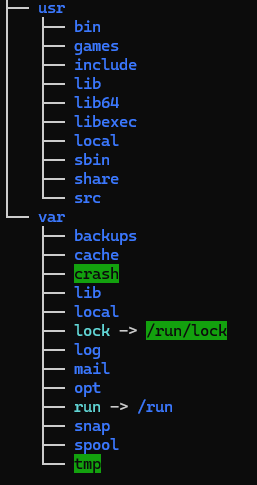 usr
bin
games
include
lib
lib64
libexec
local
sbin
share
src
var
backups
cache
crash
lib
local
lock -> /run/lock
log
mail
opt
run -> /run
snap
spool
tmp